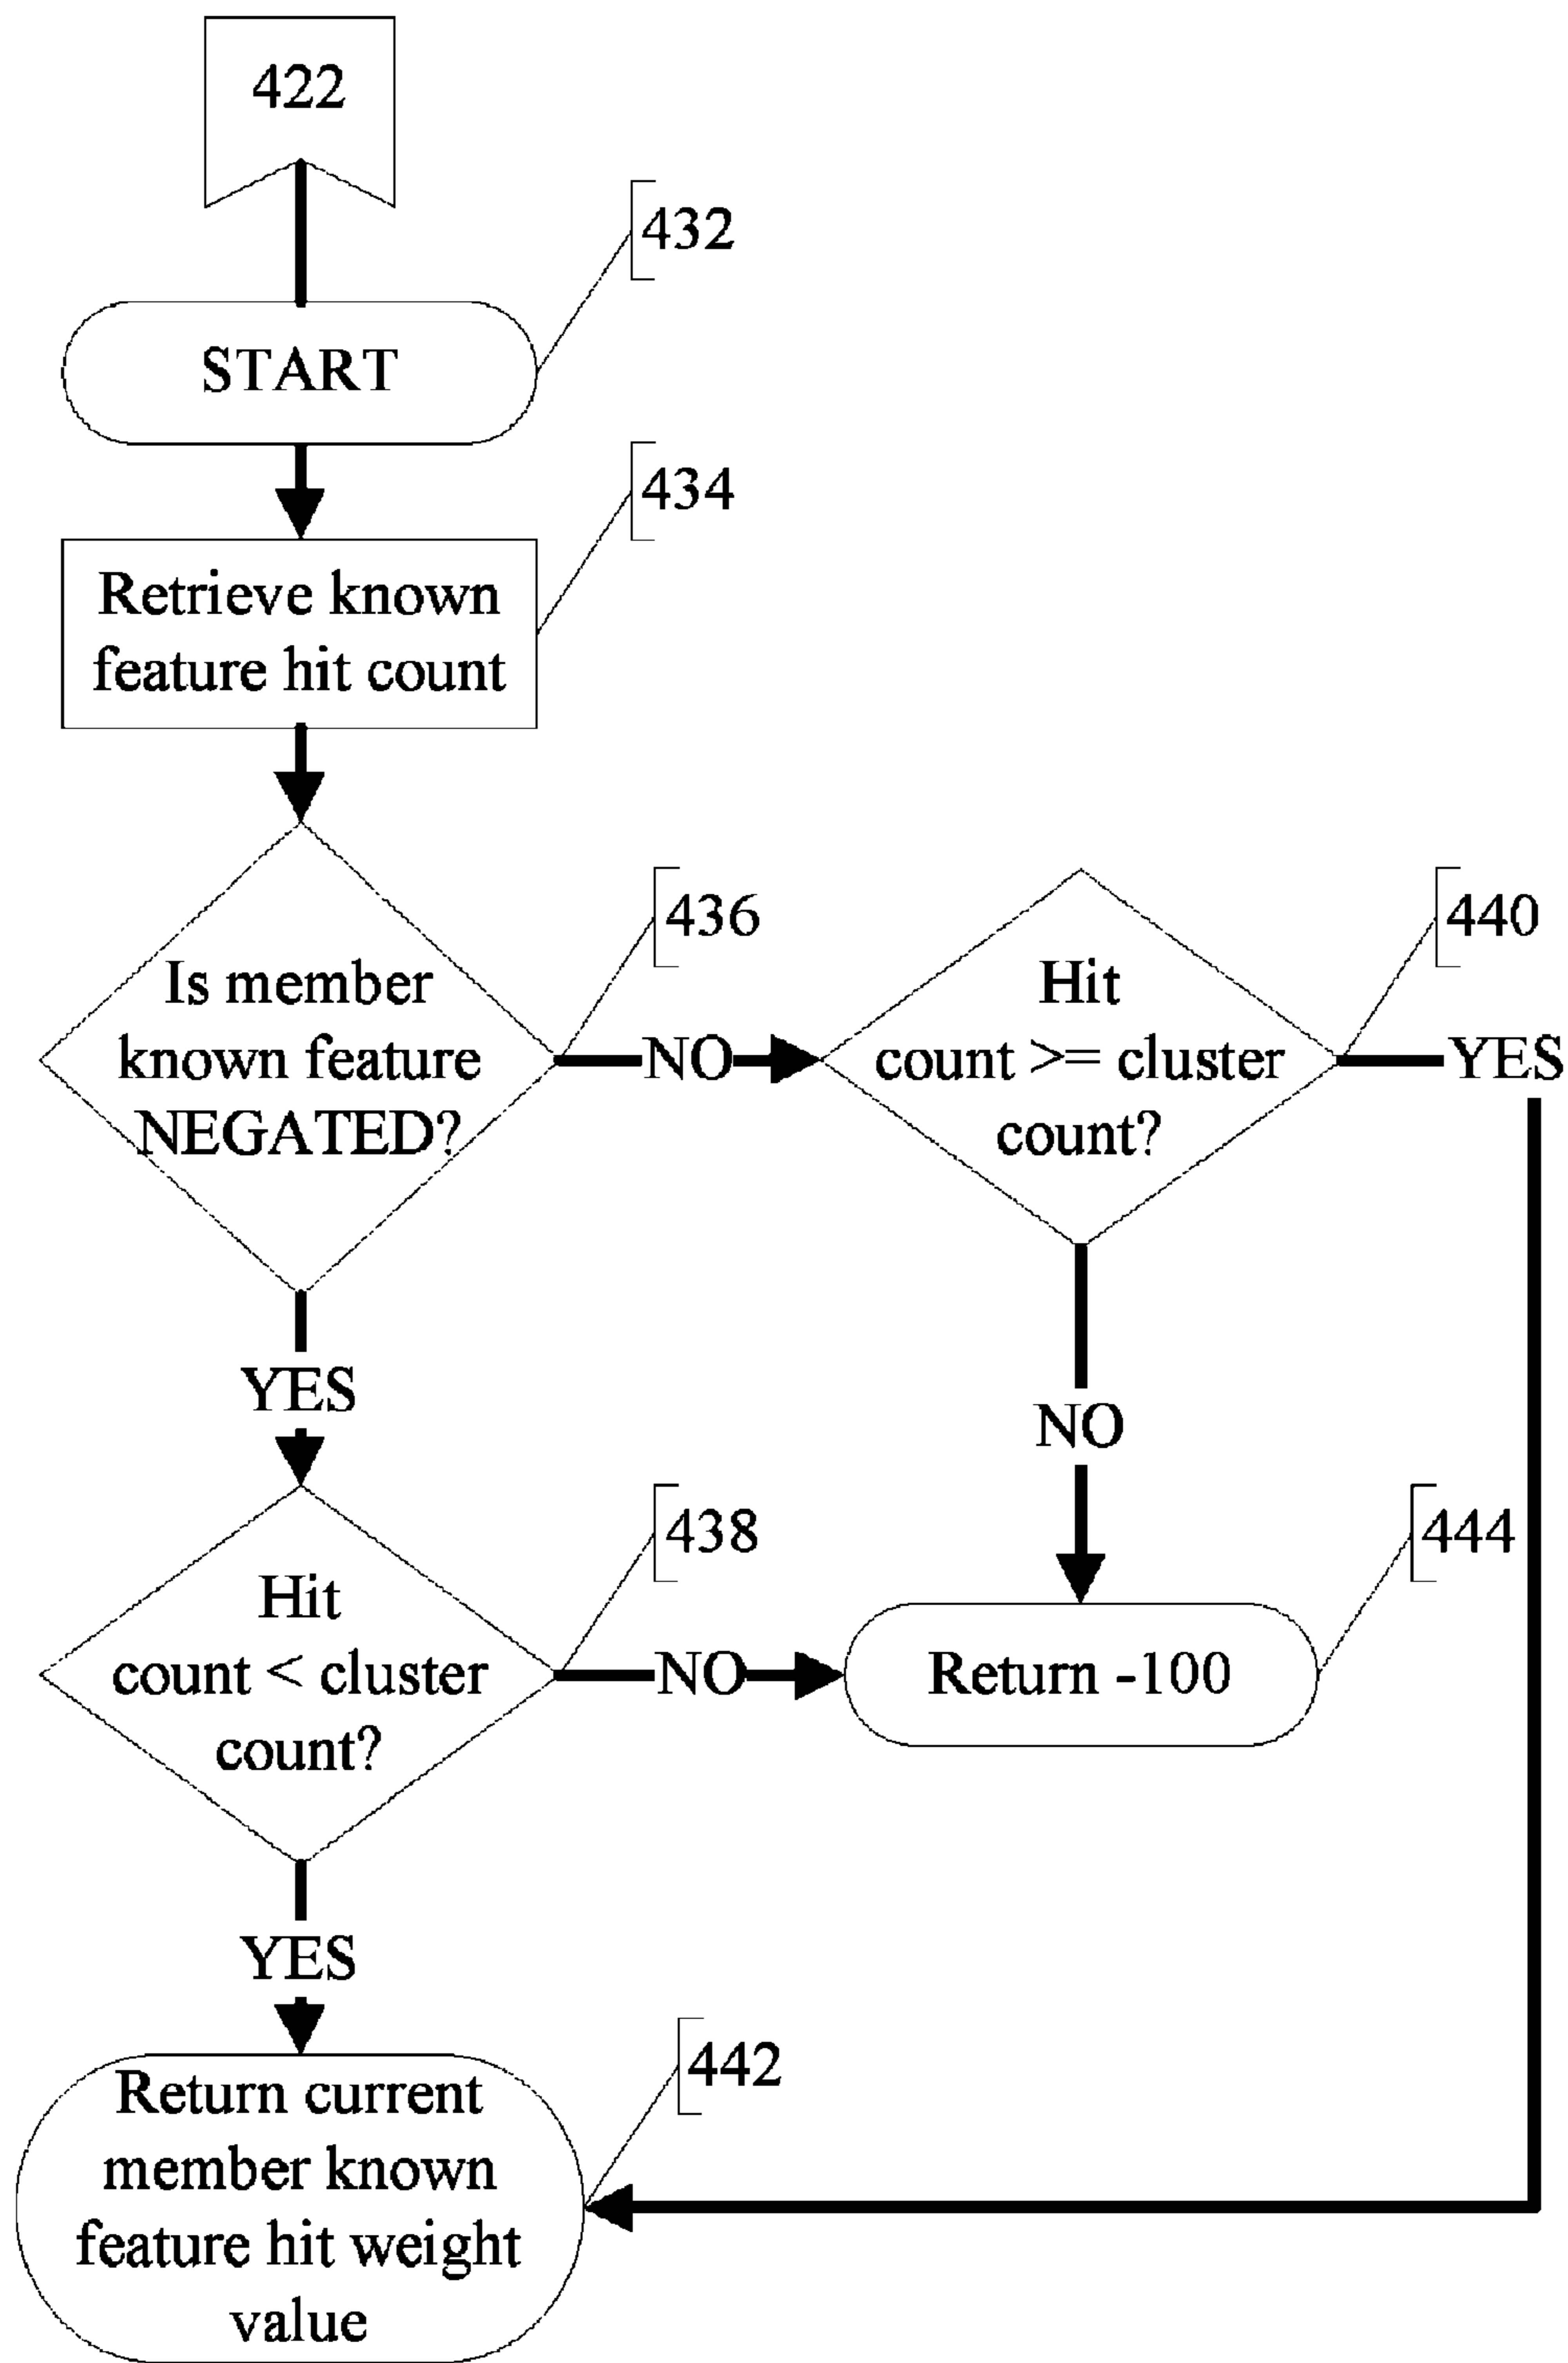 422
432
START
434
Retrieve known
feature hit count
436
Is member
known feature
NEGATED?
NO
440
Hit
count >= cluster
count?
YES
YES
NO
438
Hit
count < cluster
count?
NO
444
Return -100
YES
442
Return current
member known
feature hit weight
value